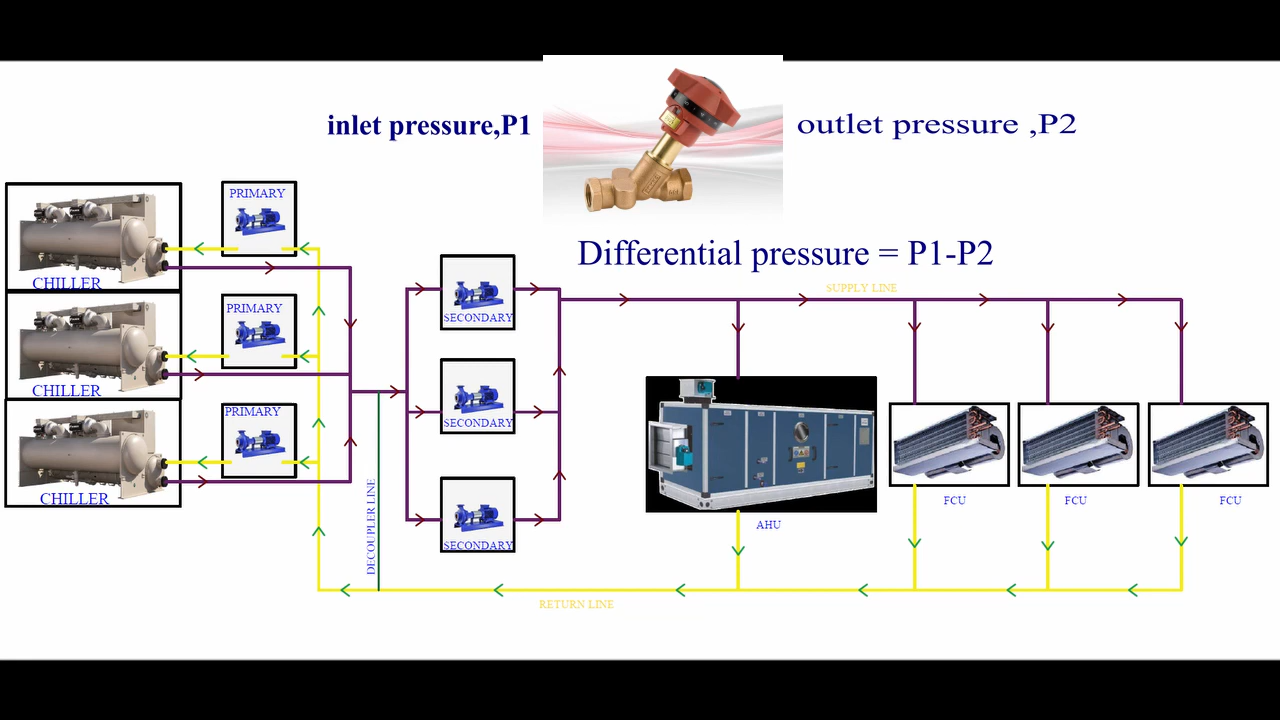 inlet pressure,P1
outlet pressure ,P2
Differential pressure = P1-P2
SUPPLY LINE
PRIMARY
CHILLER
PRIMARY
CHILLER
PRIMARY
CHILLER
SECONDARY
SECONDARY
SECONDARY
DECOUPLER LINE
AHU
FCU
FCU
FCU
RETURN LINE